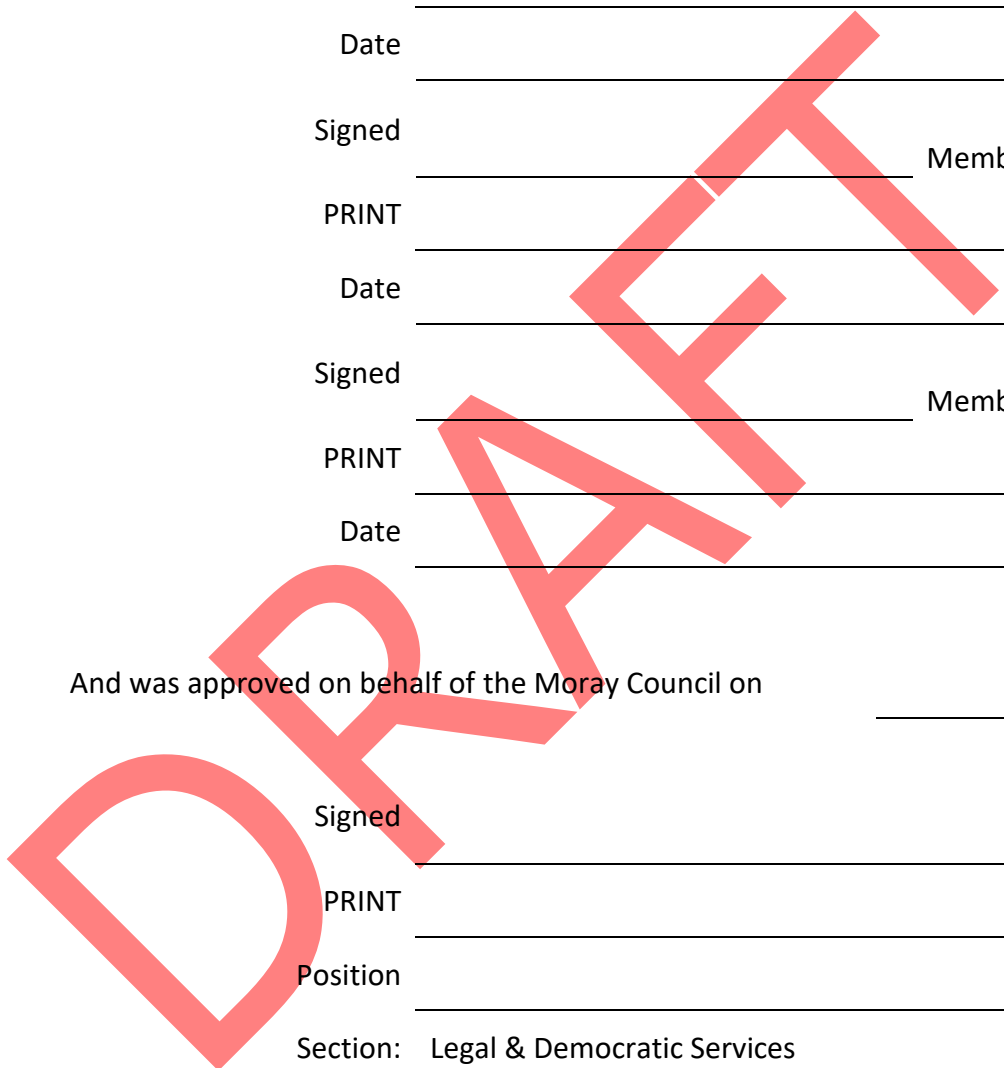 Date
Signed
Memb
PRINT
Date
Signed
Memb
PRINT
Date
And was approved on behalf of the Moray Council on
Signed
PRINT
Position
Section: Legal & Democratic Services
DRAFT